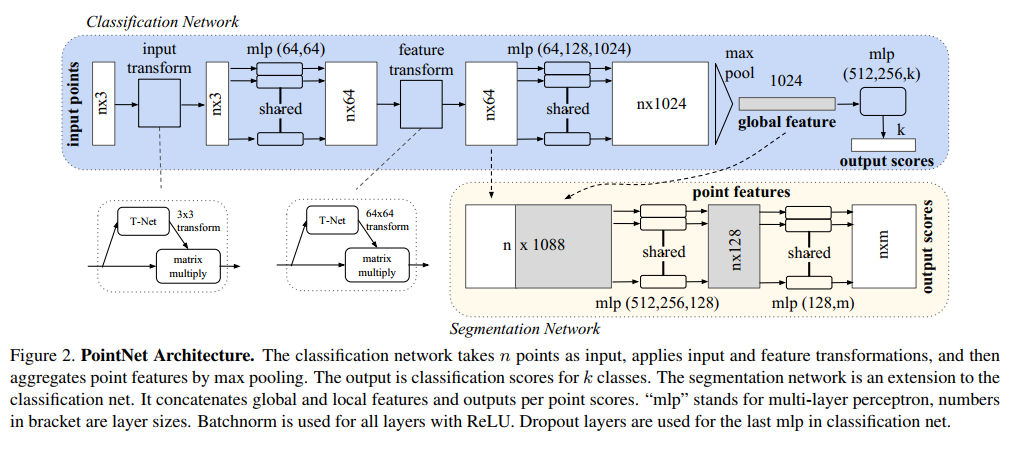 Classification Network
input points
nx3
input
transform
nx3
mlp (64,64)
shared
nx64
feature
transform
nx64
mlp (64,128,1024)
shared
nx1024
max
pool
1024
global feature
mlp
(512,256,k)
k
output scores
T-Net
3x3
transform
matrix
multiply
T-Net
64x64
transform
matrix
multiply
point features
n x 1088
shared
mlp (512,256,128)
nx128
shared
mlp (128,m)
nxm
output scores
Segmentation Network
Figure 2. PointNet Architecture. The classification network takes n points as input, applies input and feature transformations, and then
aggregates point features by max pooling. The output is classification scores for k classes. The segmentation network is an extension to the
classification net. It concatenates global and local features and outputs per point scores. “mlp” stands for multi-layer perceptron, numbers
in bracket are layer sizes. Batchnorm is used for all layers with ReLU. Dropout layers are used for the last mlp in classification net.